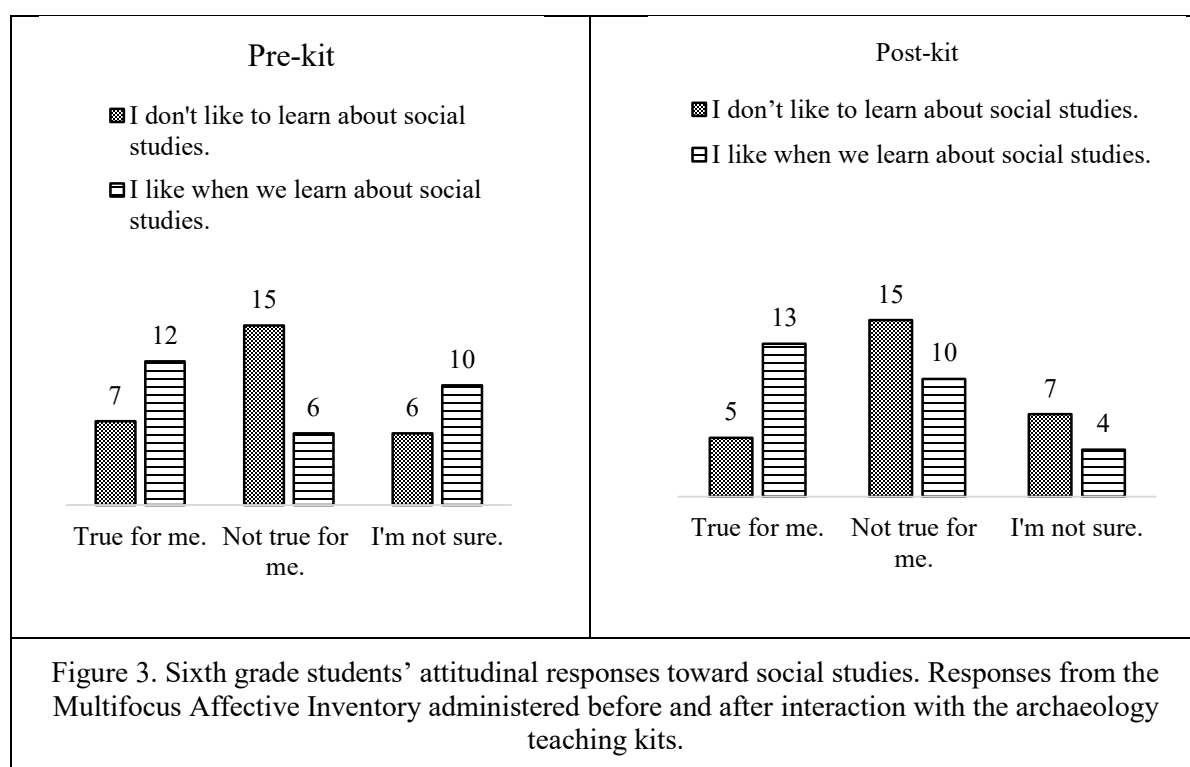 Pre-kit
I don't like to learn about social
studies.
I like when we learn about social
studies.
15
12
10
7
6
6
True for me.
Not true for
me.
I'm not sure.
Post-kit
I don’t like to learn about social studies.
I like when we learn about social studies.
15
13
10
7
5
4
True for me.
Not true for
me.
I'm not sure.
Figure 3. Sixth grade students’ attitudinal responses toward social studies. Responses from the
Multifocus Affective Inventory administered before and after interaction with the archaeology
teaching kits.